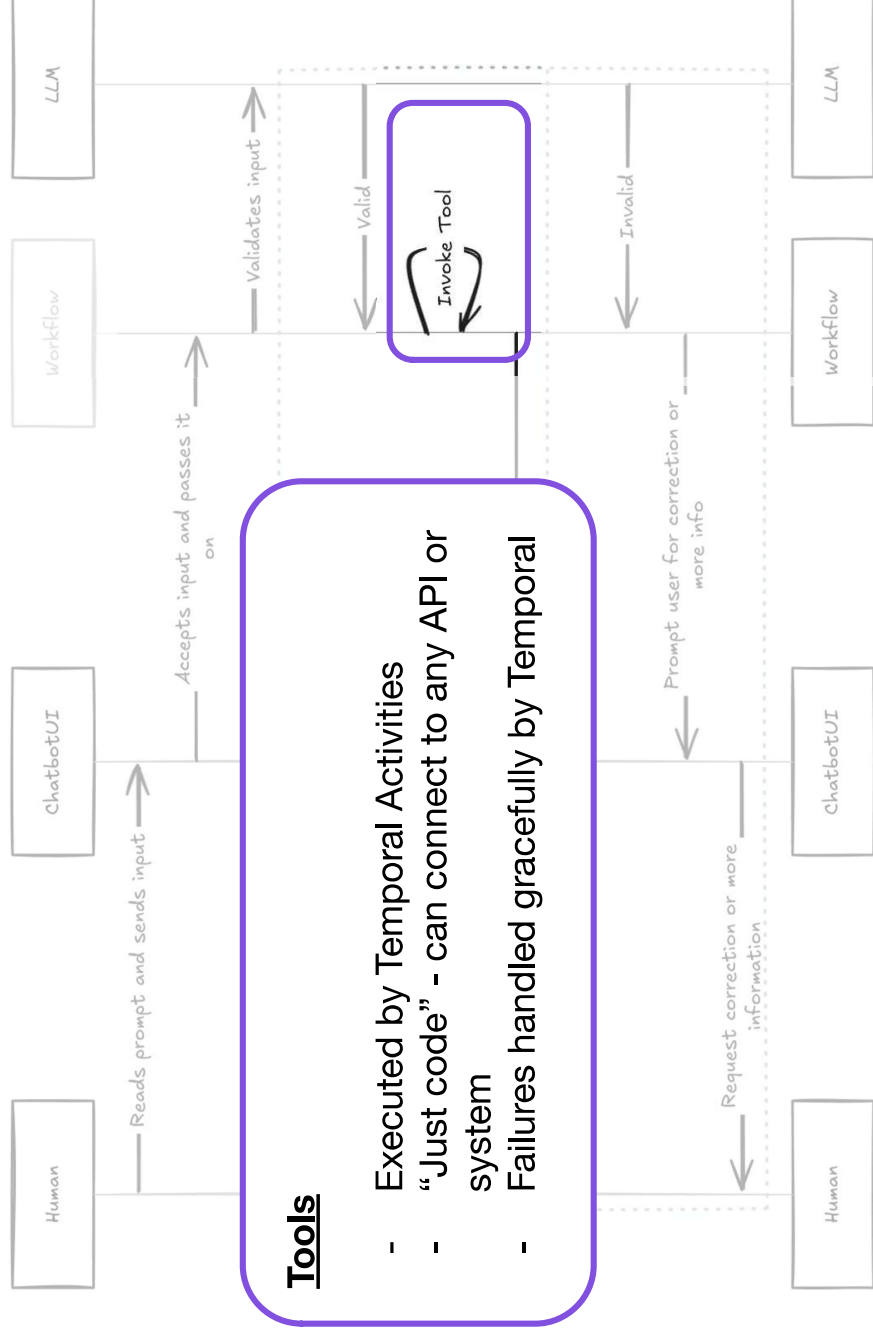 Human
ChatbotUI
Workflow
LLM
Reads prompt and sends input
Accepts input and passes it
on
Validates input
Valid
Invoke Tool
Tools
- Executed by Temporal Activities
- “Just code” - can connect to any API or
system
- Failures handled gracefully by Temporal
Invalid
Prompt user for correction or
more info
Request correction or more
information
Human
ChatbotUI
Workflow
LLM